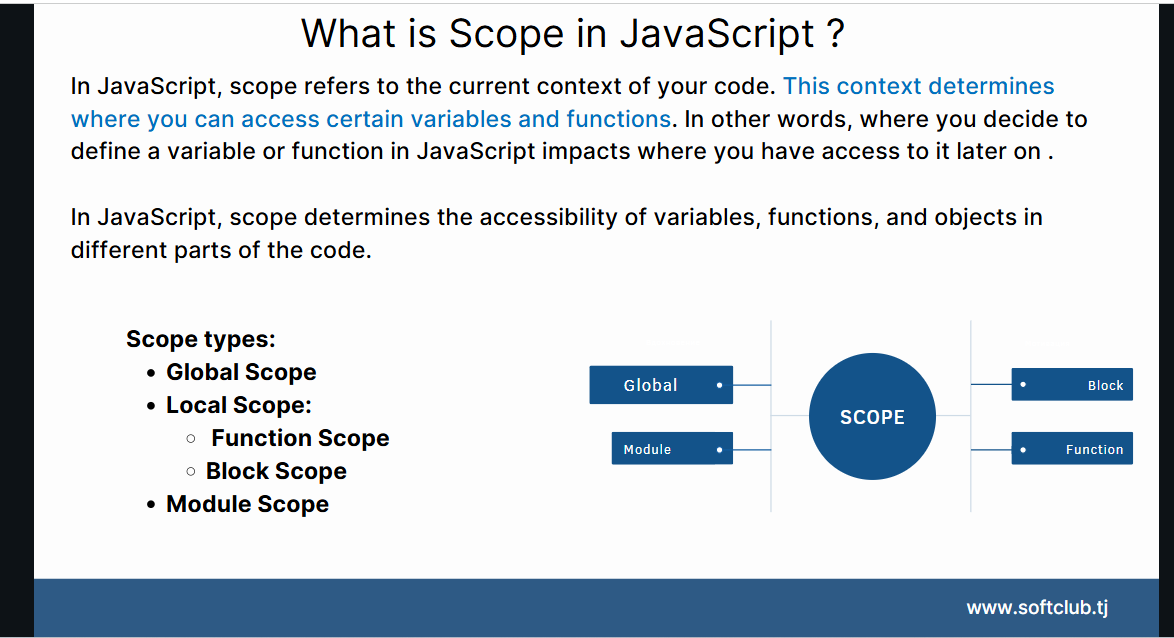 What is Scope in JavaScript ?
In JavaScript, scope refers to the current context of your code. This context determines
where you can access certain variables and functions. In other words, where you decide to
define a variable or function in JavaScript impacts where you have access to it later on .
In JavaScript, scope determines the accessibility of variables, functions, and objects in
different parts of the code.
Scope types:
Global Scope
Local Scope:
Function Scope
Block Scope
Module Scope
Global
Module
SCOPE
Block
Function
www.softclub.tj